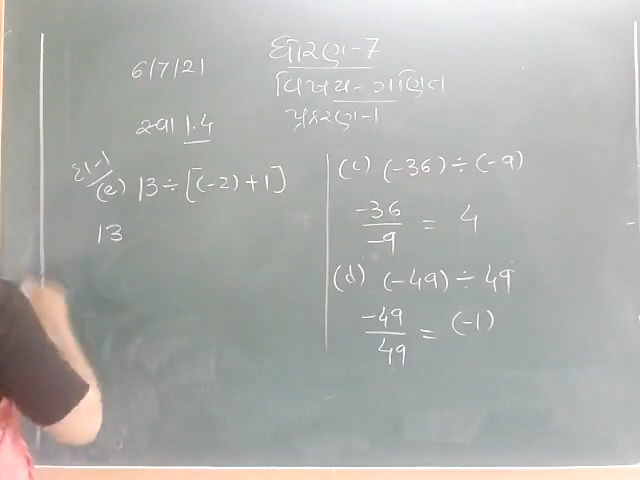 6/7/21
ધોરણ-7
વિષય-ગણિત
પ્રકરણ-1
સ્વા 1.4
(e) 13 ÷ [(-2) + 1]
13
(c) (-36) ÷ (-9)
-36/-9 = 4
(d) (-49) ÷ 49
-49/49 = (-1)